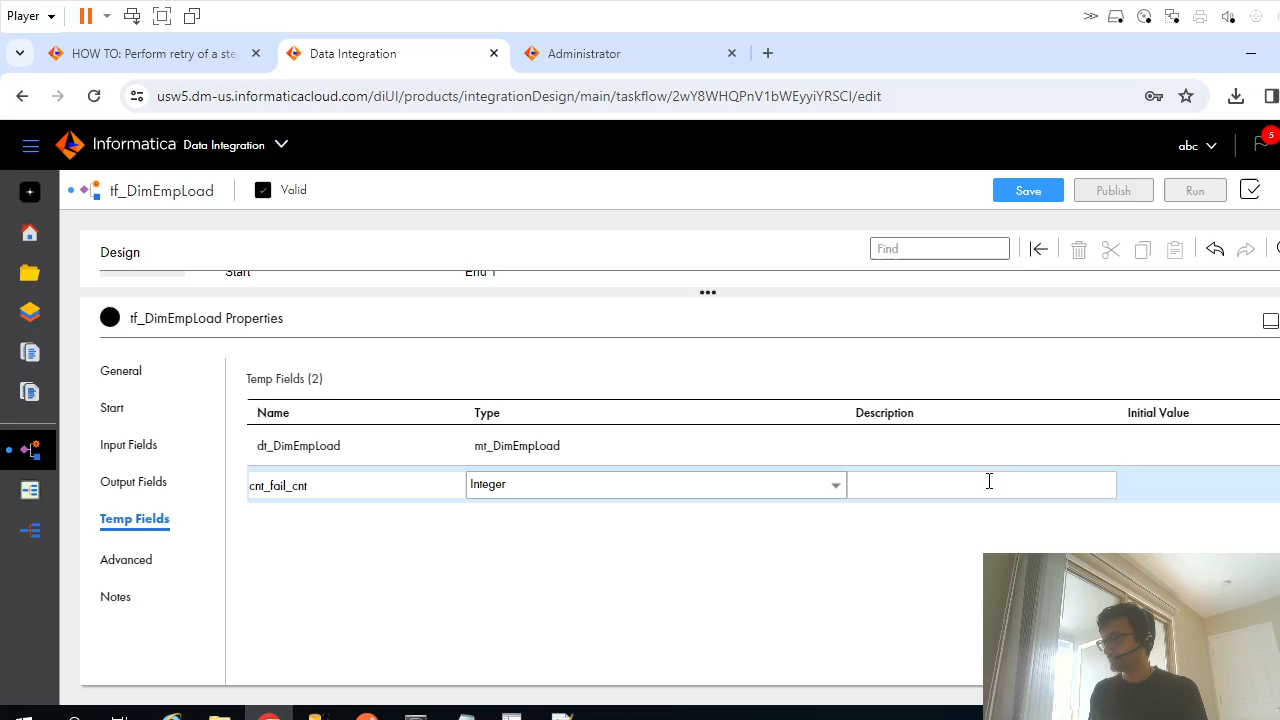 Player
HOW TO: Perform retry of a ste
Data Integration
Administrator
usw5.dm-us.informaticacloud.com/diUI/products/integrationDesign/main/taskflow/2wY8WHQPnV1bWEyyiYRSCI/edit
Informatica Data Integration
abc
5
tf_DimEmpLoad
Valid
Save
Publish
Run
Design
Find
Start
End 1
tf_DimEmpLoad Properties
General
Start
Input Fields
Output Fields
Temp Fields
Advanced
Notes
Temp Fields (2)
Name Type Description Initial Value
dt_DimEmpLoad mt_DimEmpLoad
cnt_fail_cnt Integer